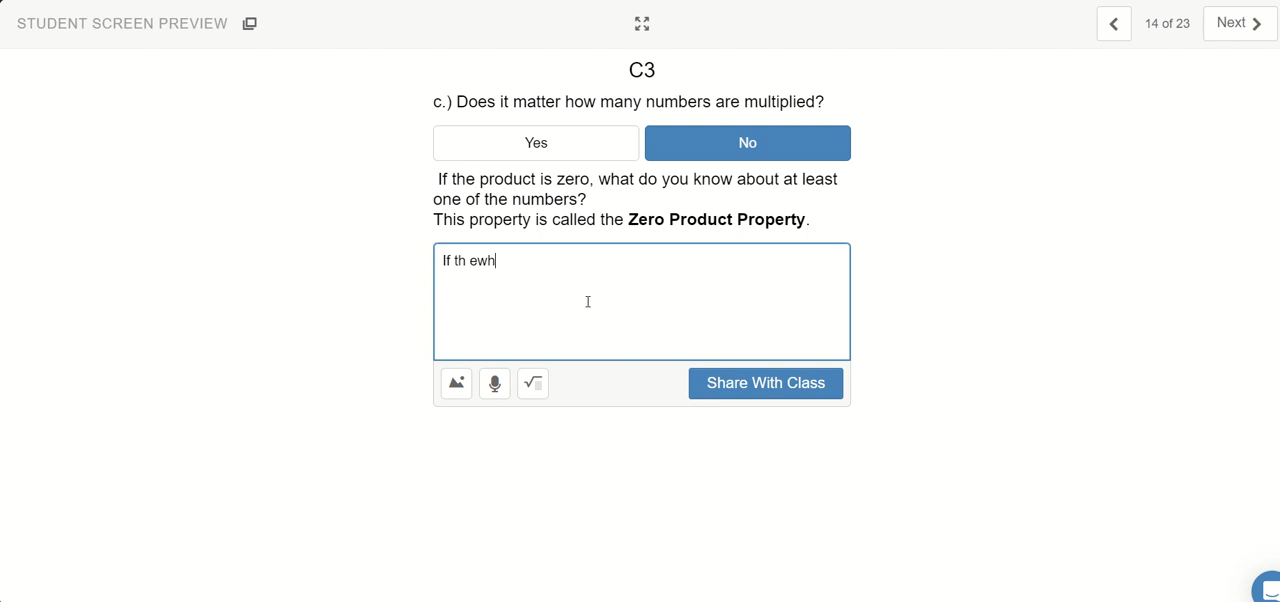 STUDENT SCREEN PREVIEW
14 of 23
Next
C3
c.) Does it matter how many numbers are multiplied?
Yes
No
If the product is zero, what do you know about at least
one of the numbers?
This property is called the Zero Product Property.
If th ewh
Share With Class